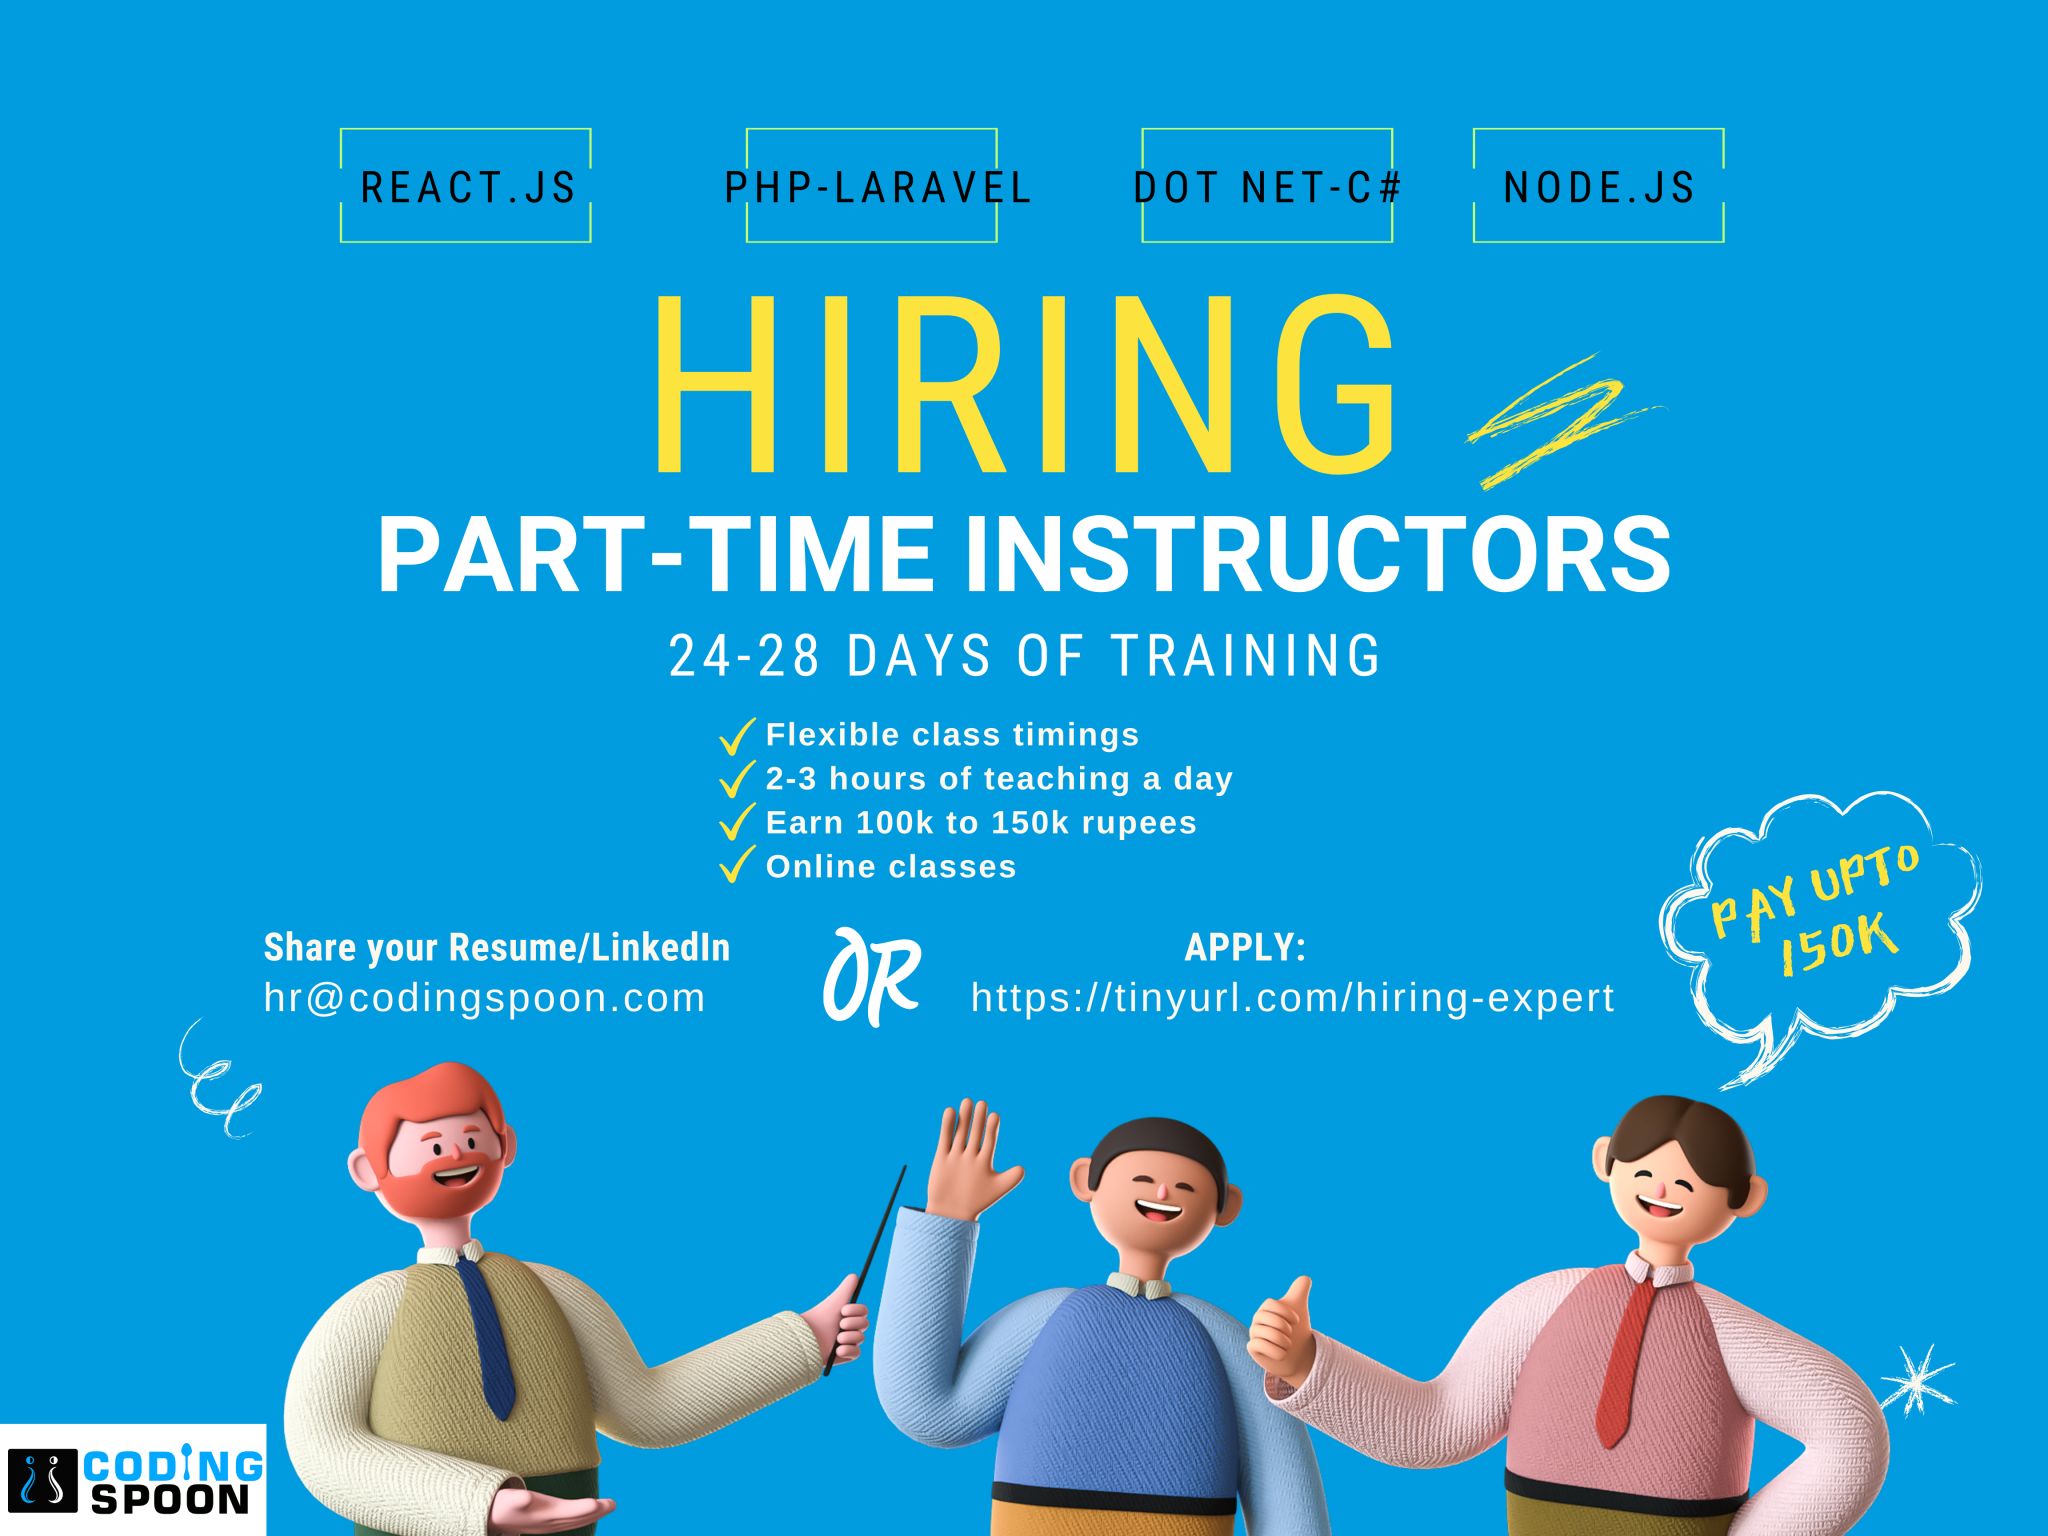 REACT.JS
PHP-LARAVEL
DOT NET-C#
NODE.JS
HIRING
PART-TIME INSTRUCTORS
24-28 DAYS OF TRAINING
Flexible class timings
2-3 hours of teaching a day
Earn 100k to 150k rupees
Online classes
Share your Resume/LinkedIn
hr@codingspoon.com
OR
APPLY:
https://tinyurl.com/hiring-expert
PAY UPTO
150K
CODING
SPOON